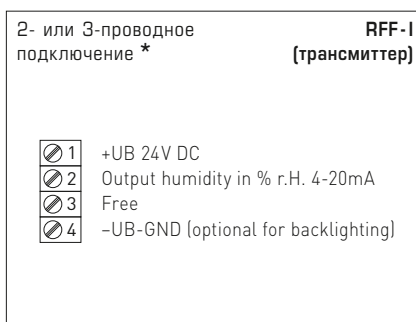 2- или 3-проводное RFF-I
подключение * (трансмиттер)
1 +UB 24V DC
2 Output humidity in % r.H. 4-20mA
3 Free
4 –UB-GND (optional for backlighting)